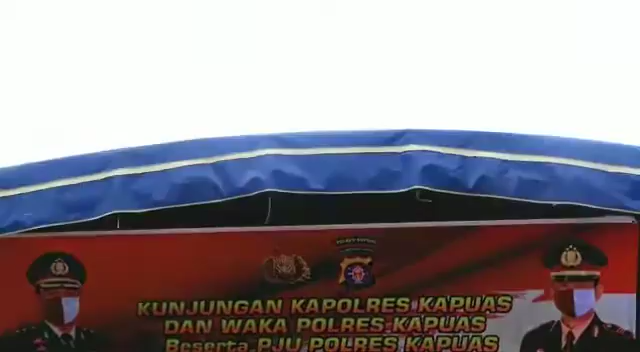 KUNJUNGAN KAPOLRES KAPUAS
DAN WAKA POLRES KAPUAS
Beserta PJU POLRES KAPUAS